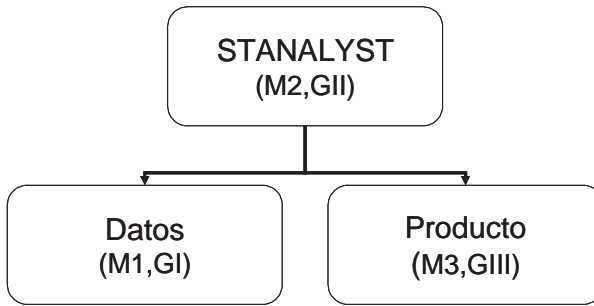 STANALYST
(M2,GII)
Datos
(M1,GI)
Producto
(M3,GIII)